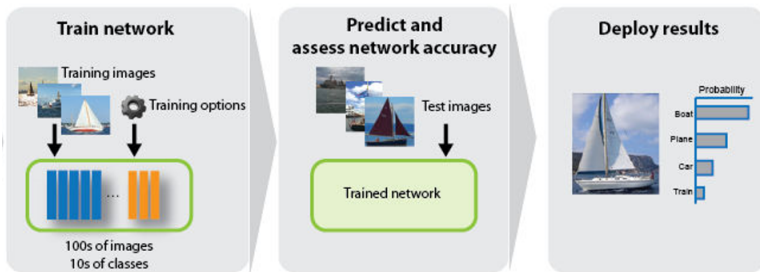 Train network
Training images
Training options
...
100s of images
10s of classes
Predict and
assess network accuracy
Test images
Trained network
Deploy results
Probability
Boat
Plane
Car
Train